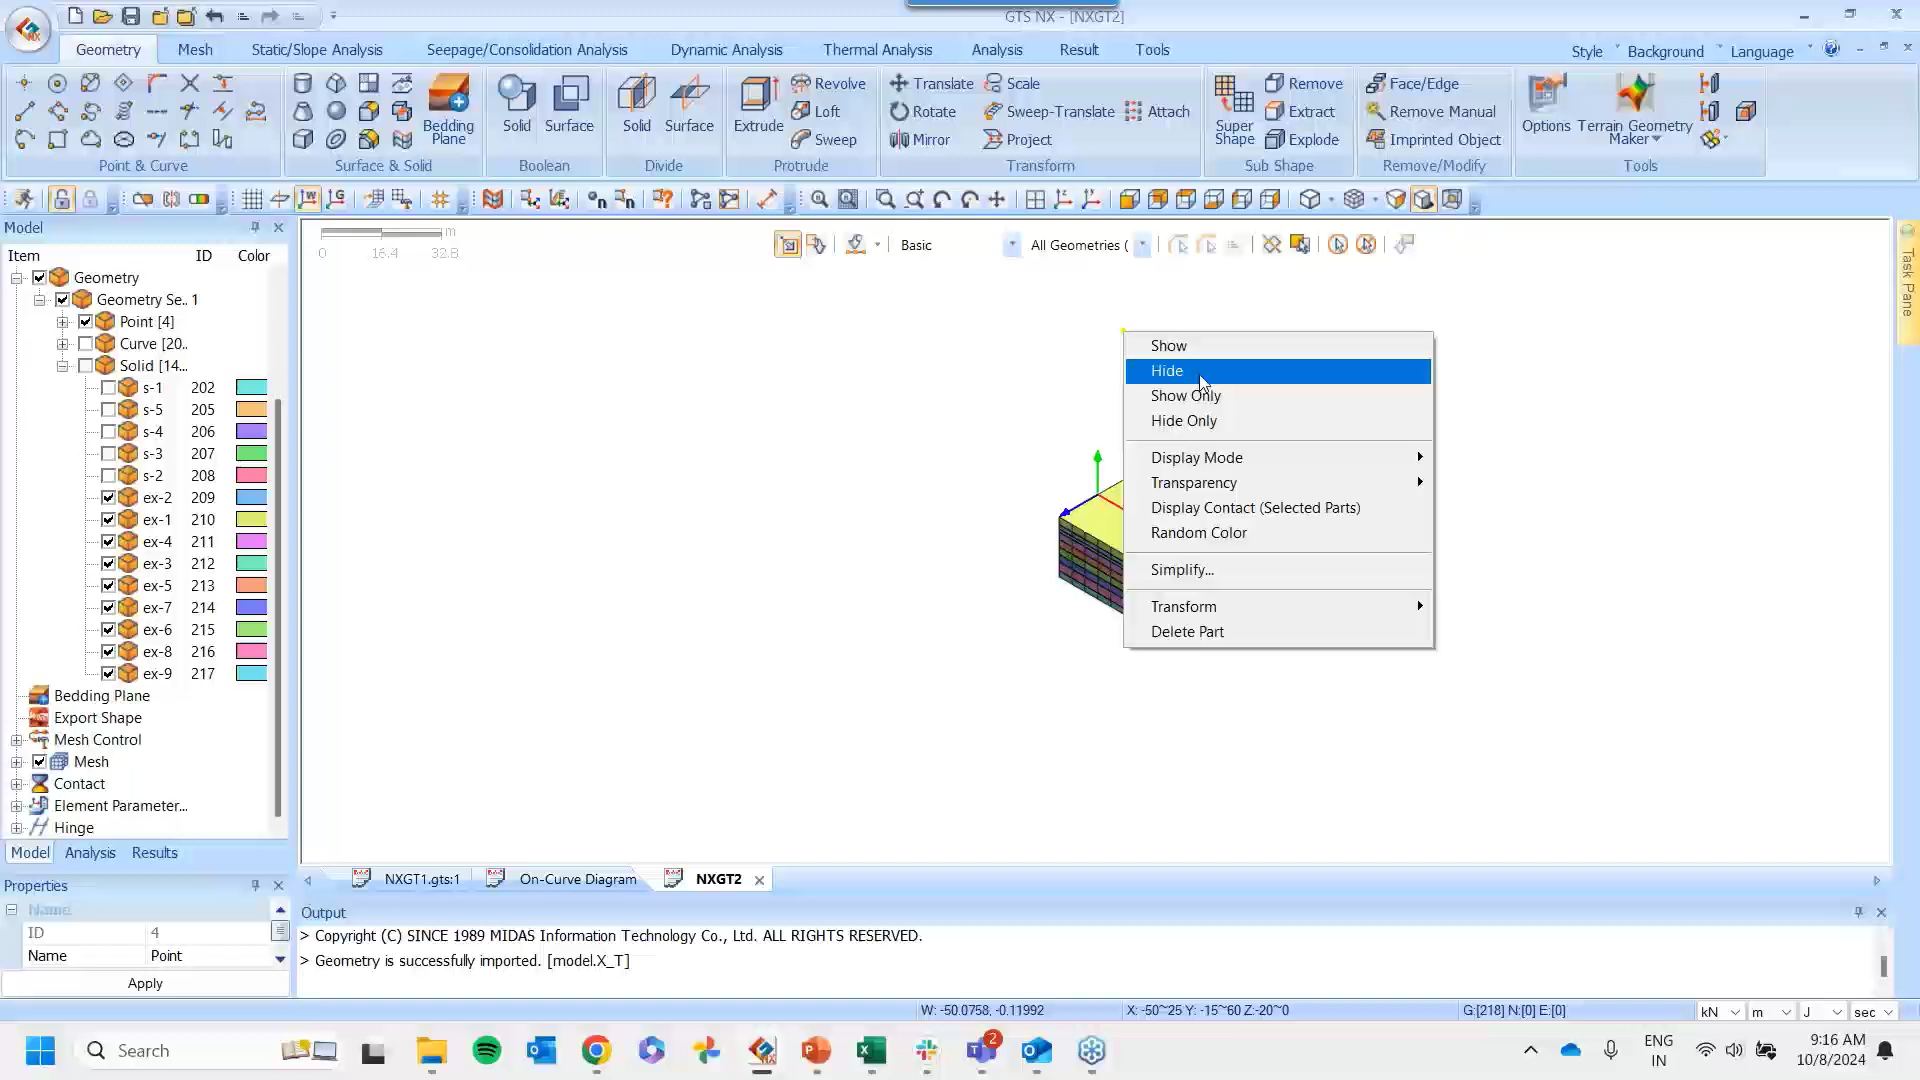 GTS NX - [NXGT2]
Geometry
Mesh
Static/Slope Analysis
Seepage/Consolidation Analysis
Dynamic Analysis
Thermal Analysis
Analysis
Result
Tools
Style
Background
Language
Bedding Plane
Solid
Surface
Solid
Surface
Extrude
Revolve
Loft
Sweep
Translate
Rotate
Mirror
Scale
Sweep-Translate
Project
Attach
Super Shape
Remove
Extract
Explode
Face/Edge
Remove Manual
Imprinted Object
Options
Terrain Geometry Maker
Point & Curve
Surface & Solid
Boolean
Divide
Protrude
Transform
Sub Shape
Remove/Modify
Tools
Model
Item ID Color
Geometry
Geometry Se.. 1
Point [4]
Curve [20..
Solid [14...
s-1 202
s-5 205
s-4 206
s-3 207
s-2 208
ex-2 209
ex-1 210
ex-4 211
ex-3 212
ex-5 213
ex-7 214
ex-6 215
ex-8 216
ex-9 217
Bedding Plane
Export Shape
Mesh Control
Mesh
Contact
Element Parameter...
Hinge
Model
Analysis
Results
Properties
Name
ID 4
Name Point
Apply
m
0 16.4 32.8
Basic
All Geometries (
Task Pane
Show
Hide
Show Only
Hide Only
Display Mode
Transparency
Display Contact (Selected Parts)
Random Color
Simplify...
Transform
Delete Part
NXGT1.gts:1
On-Curve Diagram
NXGT2
Output
> Copyright (C) SINCE 1989 MIDAS Information Technology Co., Ltd. ALL RIGHTS RESERVED.
> Geometry is successfully imported. [model.X_T]
W: -50.0758, -0.11992
X: -50~25 Y: -15~60 Z:-20~0
G:[218] N:[0] E:[0]
kN
m
J
sec
Search
2
ENG
IN
9:16 AM
10/8/2024